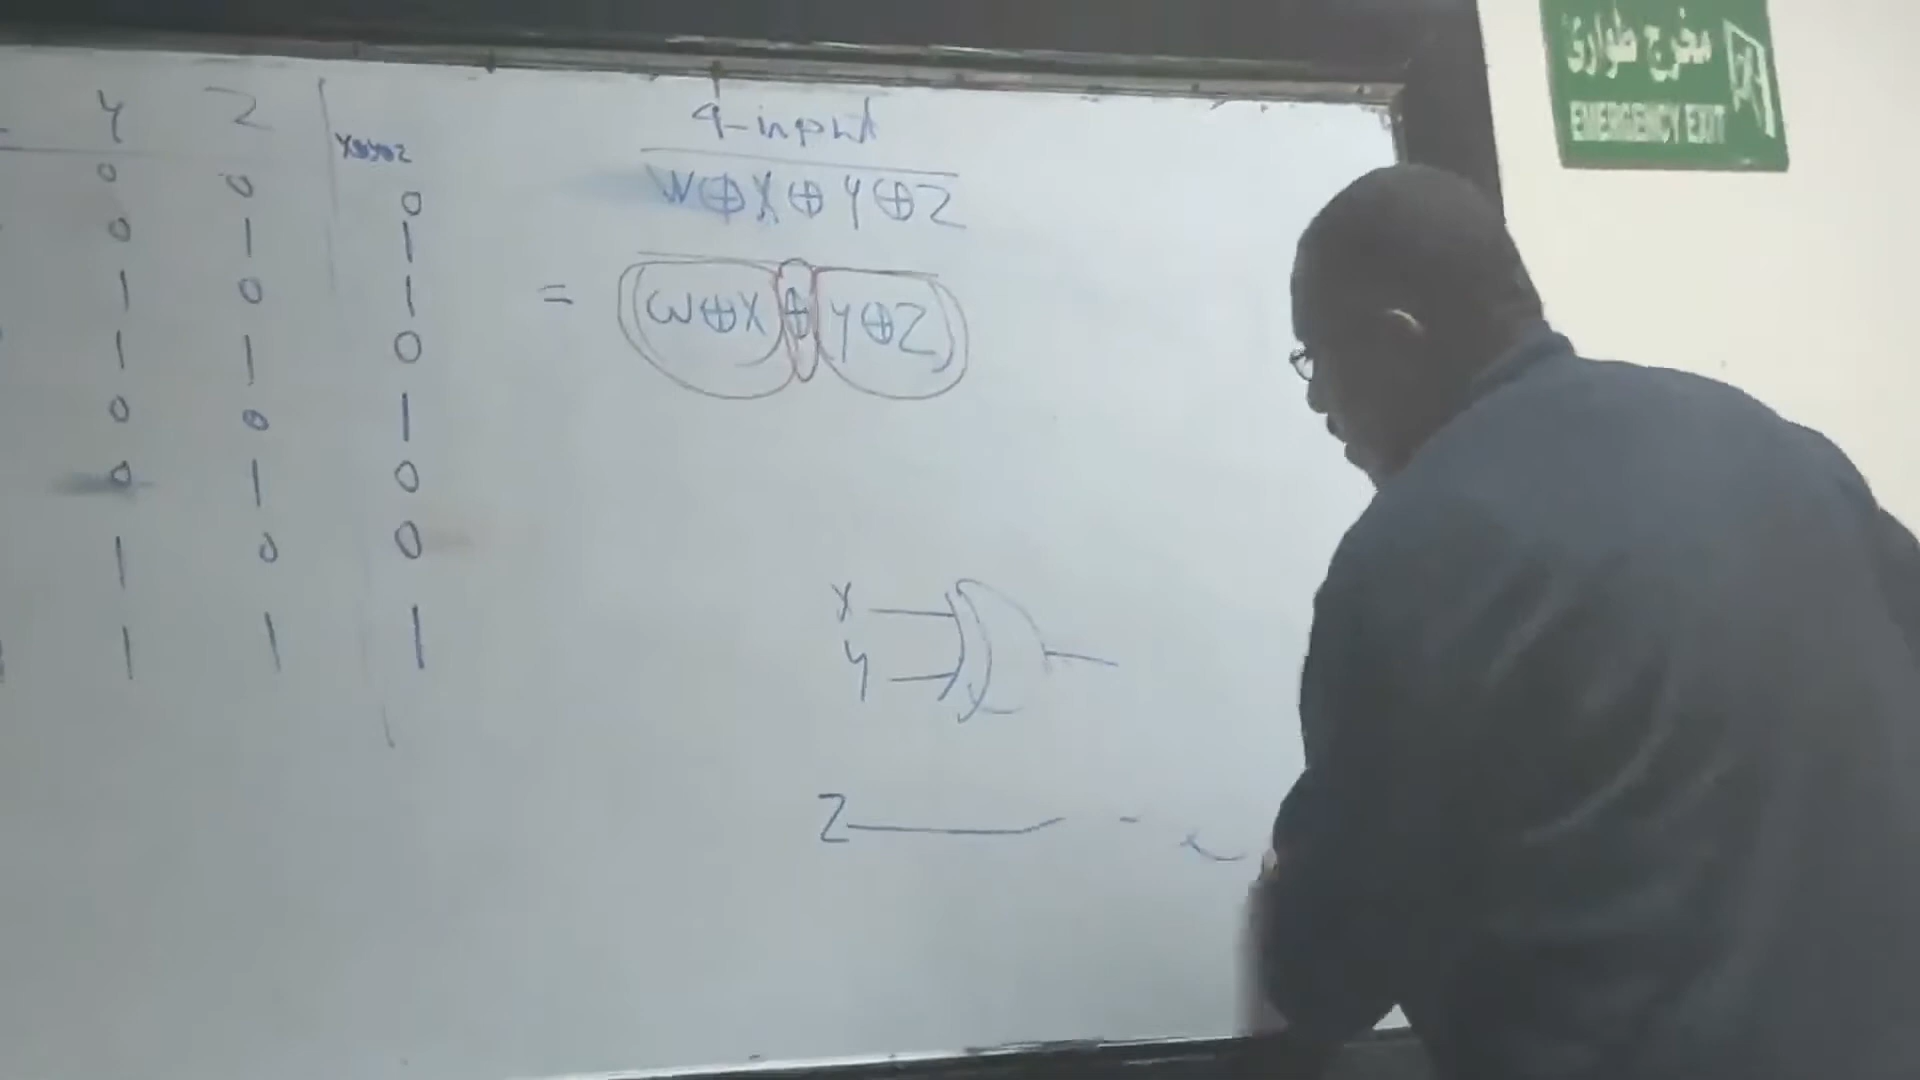 Y Z X⊕Y⊕Z
0 0 0
0 1 1
1 0 1
1 1 0
0 0 1
0 1 0
1 0 0
1 1 1
4-input
W⊕X⊕Y⊕Z
= (W⊕X)⊕(Y⊕Z)
X
Y
Z
مخرج طوارئ
EMERGENCY EXIT